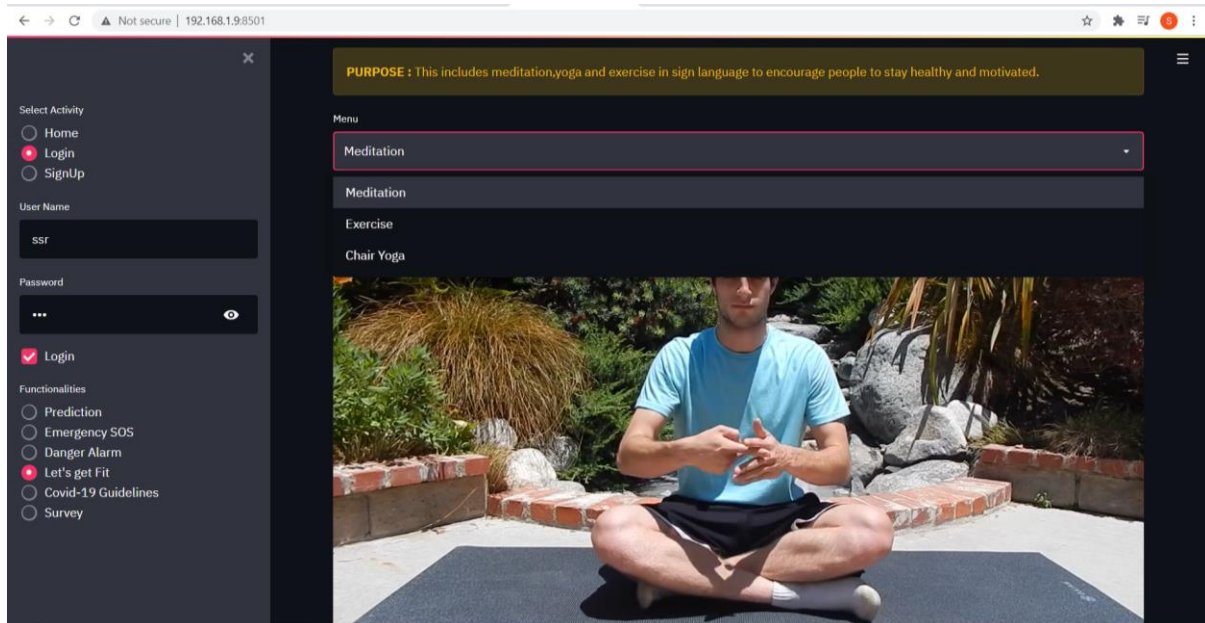 Not secure | 192.168.1.9:8501
S
Select Activity
Home
Login
SignUp
User Name
ssr
Password
•••
Login
Functionalities
Prediction
Emergency SOS
Danger Alarm
Let's get Fit
Covid-19 Guidelines
Survey
PURPOSE : This includes meditation,yoga and exercise in sign language to encourage people to stay healthy and motivated.
Menu
Meditation
Meditation
Exercise
Chair Yoga